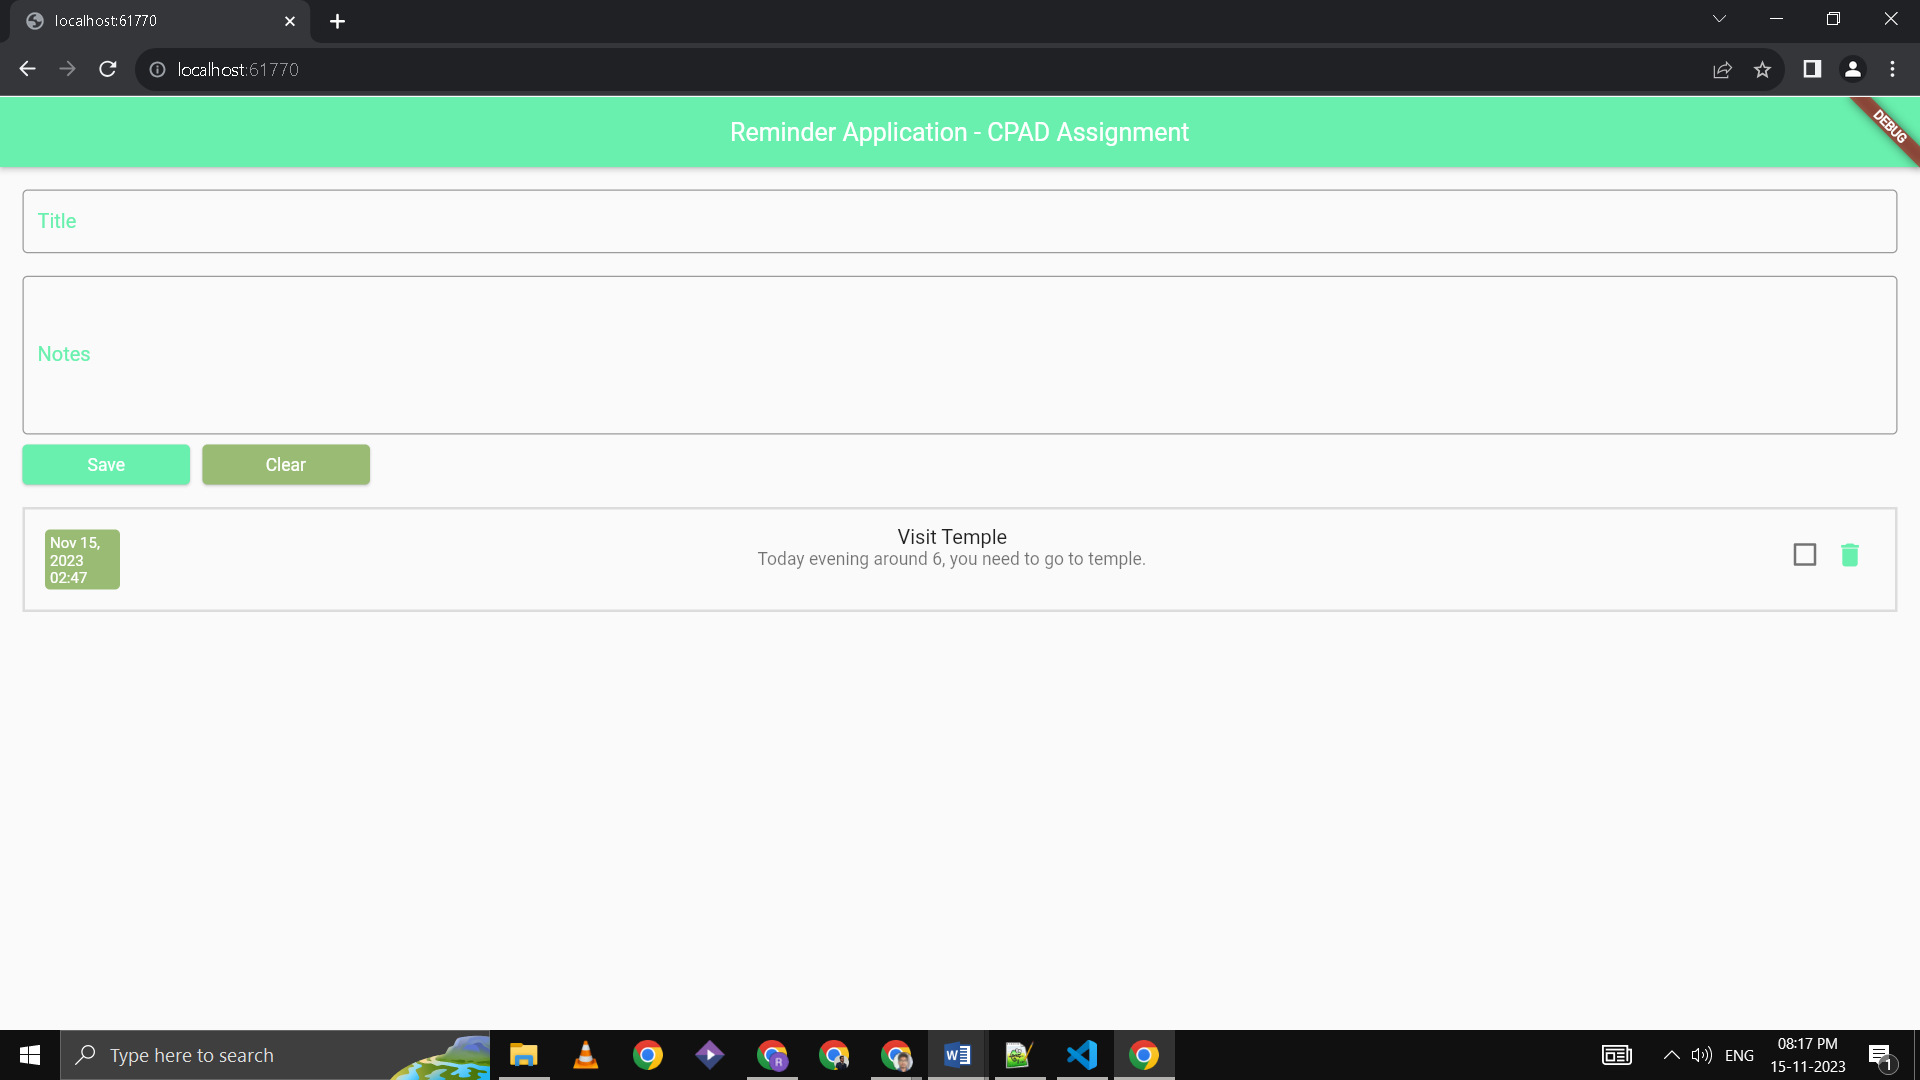 localhost:61770
localhost:61770
Reminder Application - CPAD Assignment
DEBUG
Title
Notes
Save
Clear
Nov 15,
2023
02:47
Visit Temple
Today evening around 6, you need to go to temple.
Type here to search
R
W
ENG
08:17 PM
15-11-2023
1